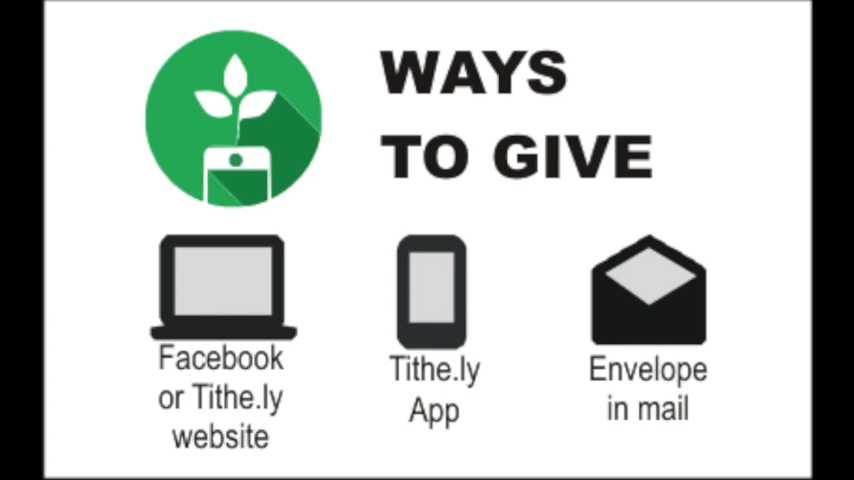 WAYS
TO GIVE
Facebook
or Tithe.ly
website
Tithe.ly
App
Envelope
in mail